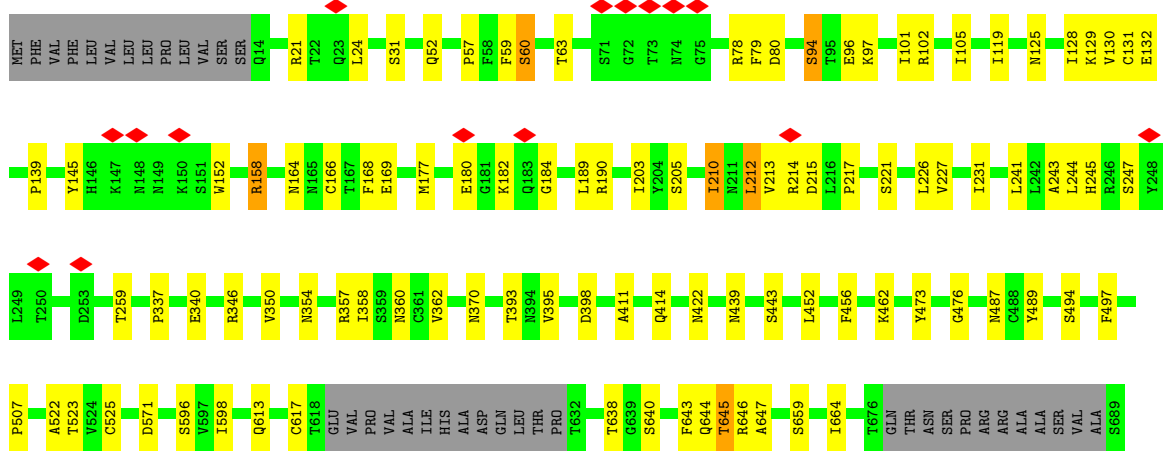 MET PHE VAL PHE LEU VAL LEU LEU PRO LEU VAL SER SER Q14 R21 T22 Q23 L24 S31 Q52 P57 F58 F59 S60 T63 S71 G72 T73 N74 G75 R78 F79 D80 S94 T95 E96 K97 I101 R102 I105 I119 N125 I128 K129 V130 C131 E132
P139 Y145 H146 K147 N148 N149 K150 S151 W152 R158 N164 N165 C166 T167 F168 E169 M177 E180 G181 K182 Q183 G184 L189 R190 I203 Y204 S205 I210 N211 L212 V213 R214 D215 L216 P217 S221 L226 V227 I231 L241 L242 A243 L244 H245 R246 S247 Y248
L249 T250 D253 T259 P337 E340 R346 V350 N354 R357 I358 S359 N360 C361 V362 N370 T393 N394 V395 D398 A411 Q414 N422 N439 S443 L452 F456 K462 Y473 G476 N487 C488 Y489 S494 F497
P507 A522 T523 V524 C525 D571 S596 V597 I598 Q613 C617 T618 GLU VAL PRO VAL ALA ILE HIS ALA ASP GLN LEU THR PRO T632 T638 G639 S640 F643 Q644 T645 R646 A647 S659 I664 T676 GLN THR ASN SER PRO ARG ARG ALA ALA SER VAL ALA S689